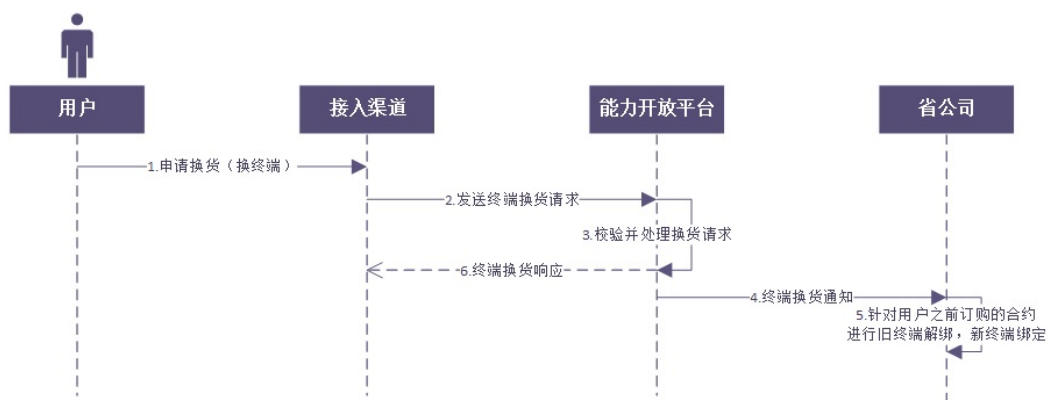 用户
接入渠道
能力开放平台
省公司
1.申请换货（换终端）
2.发送终端换货请求
3.校验并处理换货请求
6.终端换货响应
4.终端换货通知
5.针对用户之前订购的合约
进行旧终端解绑，新终端绑定